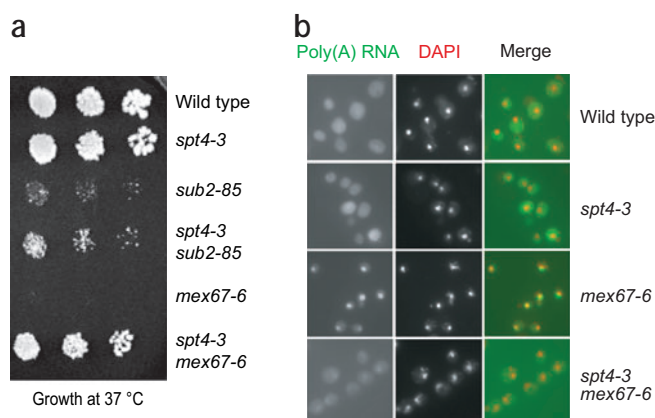 a
Wild type
spt4-3
sub2-85
spt4-3
sub2-85
mex67-6
spt4-3
mex67-6
Growth at 37 °C
b
Poly(A) RNA DAPI Merge
Wild type
spt4-3
mex67-6
spt4-3
mex67-6